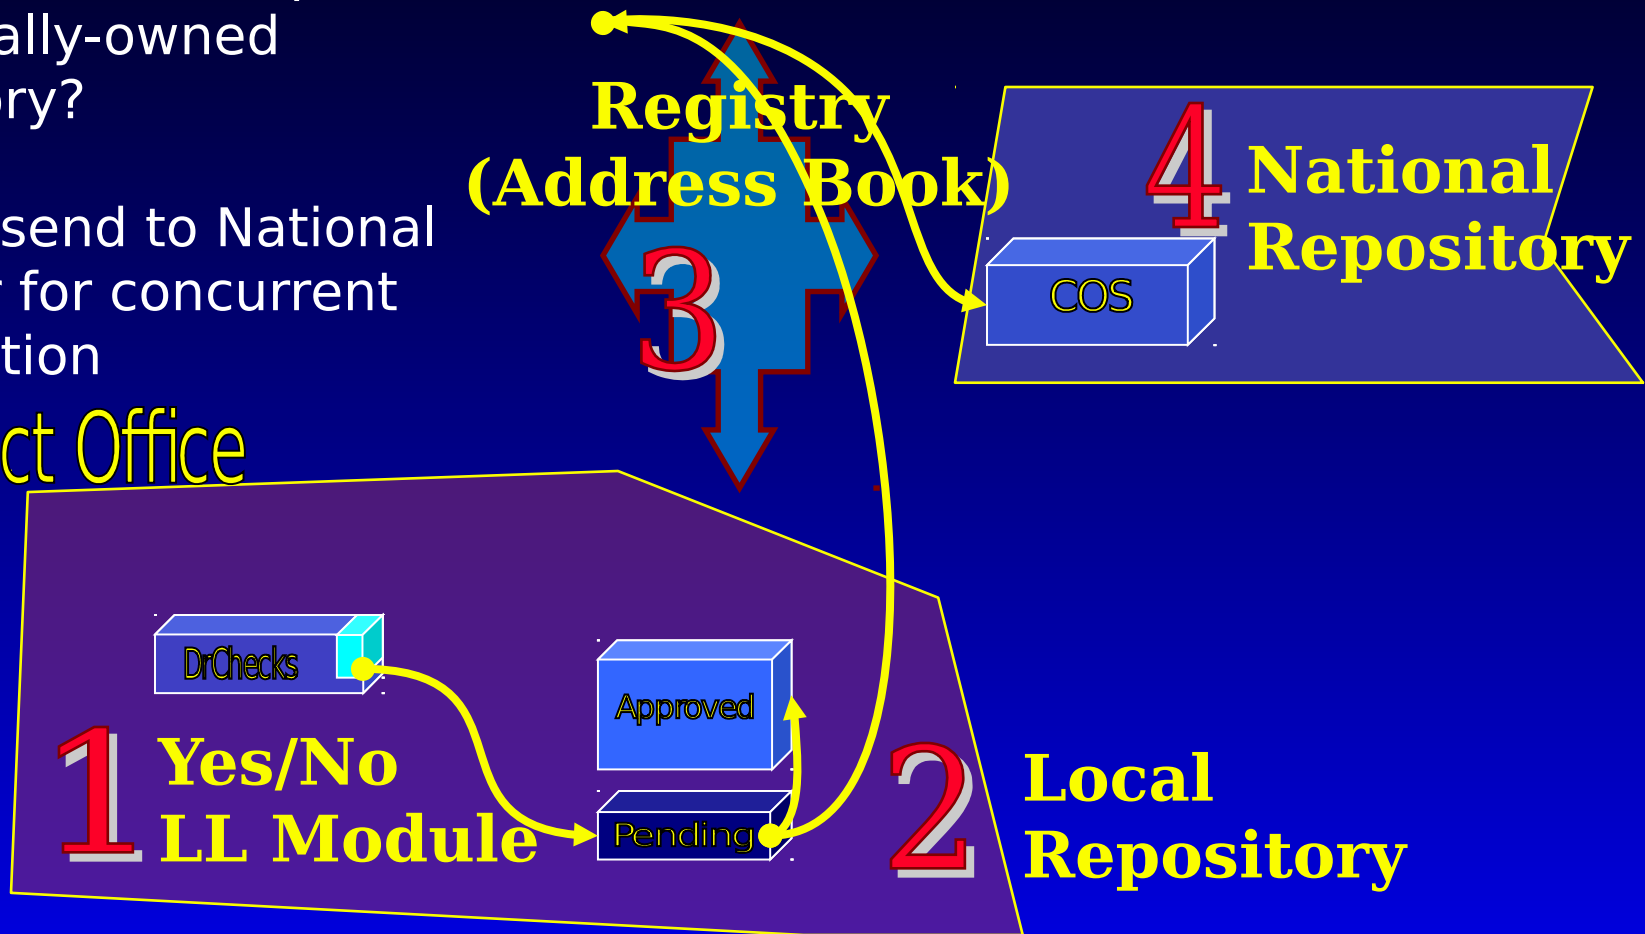 ally-owned
ory?
send to National
for concurrent
tion
ct Office
Registry
(Address Book)
3
4
National
Repository
COS
DrChecks
Approved
Pending
1
Yes/No
LL Module
2
Local
Repository